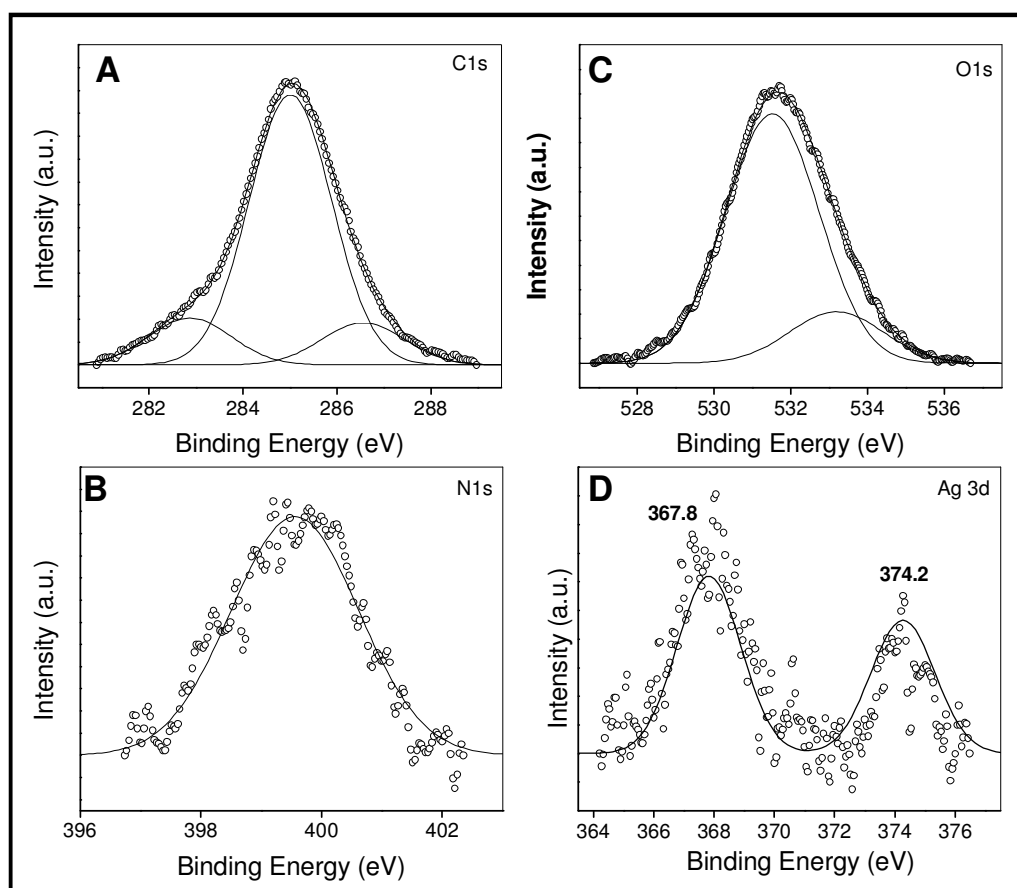 A
C1s
Intensity (a.u.)
282 284 286 288
Binding Energy (eV)
C
O1s
Intensity (a.u.)
528 530 532 534 536
Binding Energy (eV)
B
N1s
Intensity (a.u.)
396 398 400 402
Binding Energy (eV)
D
Ag 3d
367.8
374.2
Intensity (a.u.)
364 366 368 370 372 374 376
Binding Energy (eV)